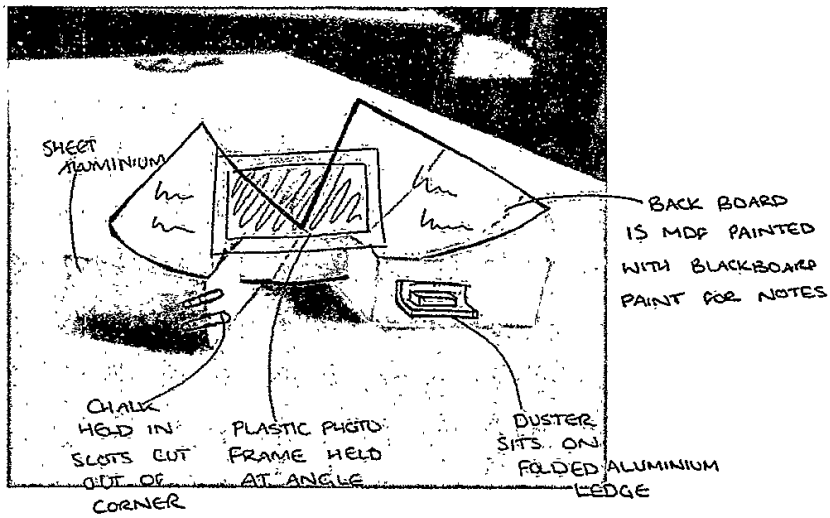 SHEET
ALUMINIUM
BACK BOARD
IS MDF PAINTED
WITH BLACKBOARD
PAINT FOR NOTES
CHALK
HELD IN
SLOTS CUT
OUT OF
CORNER
PLASTIC PHOTO
FRAME HELD
AT ANGLE
DUSTER
SITS ON
FOLDED ALUMINIUM
LEDGE